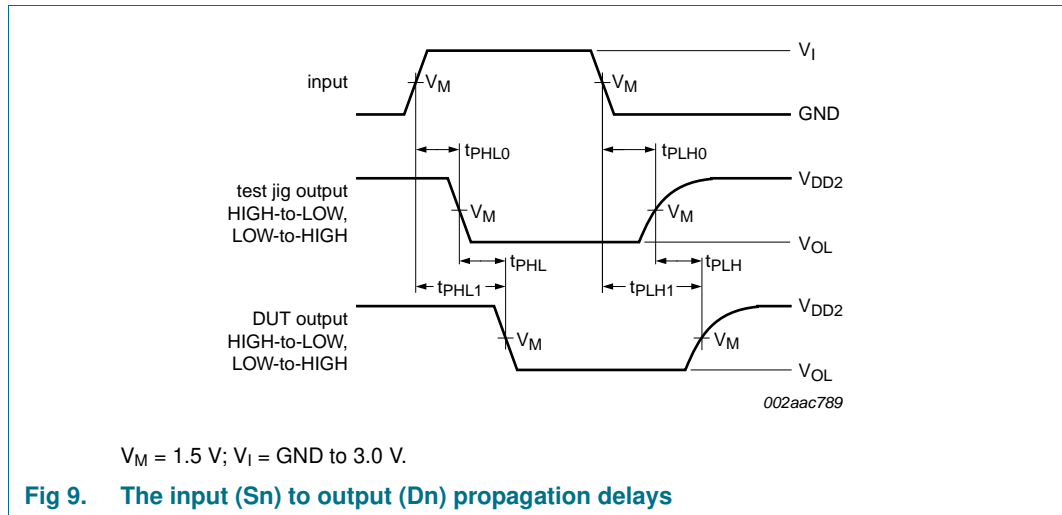 V_I
input
V_M
V_M
GND
t_PHL0
t_PLH0
V_DD2
test jig output
HIGH-to-LOW,
LOW-to-HIGH
V_M
V_M
V_OL
t_PHL
t_PLH
t_PHL1
t_PLH1
V_DD2
DUT output
HIGH-to-LOW,
LOW-to-HIGH
V_M
V_M
V_OL
002aac789
V_M = 1.5 V; V_I = GND to 3.0 V.
Fig 9. The input (Sn) to output (Dn) propagation delays